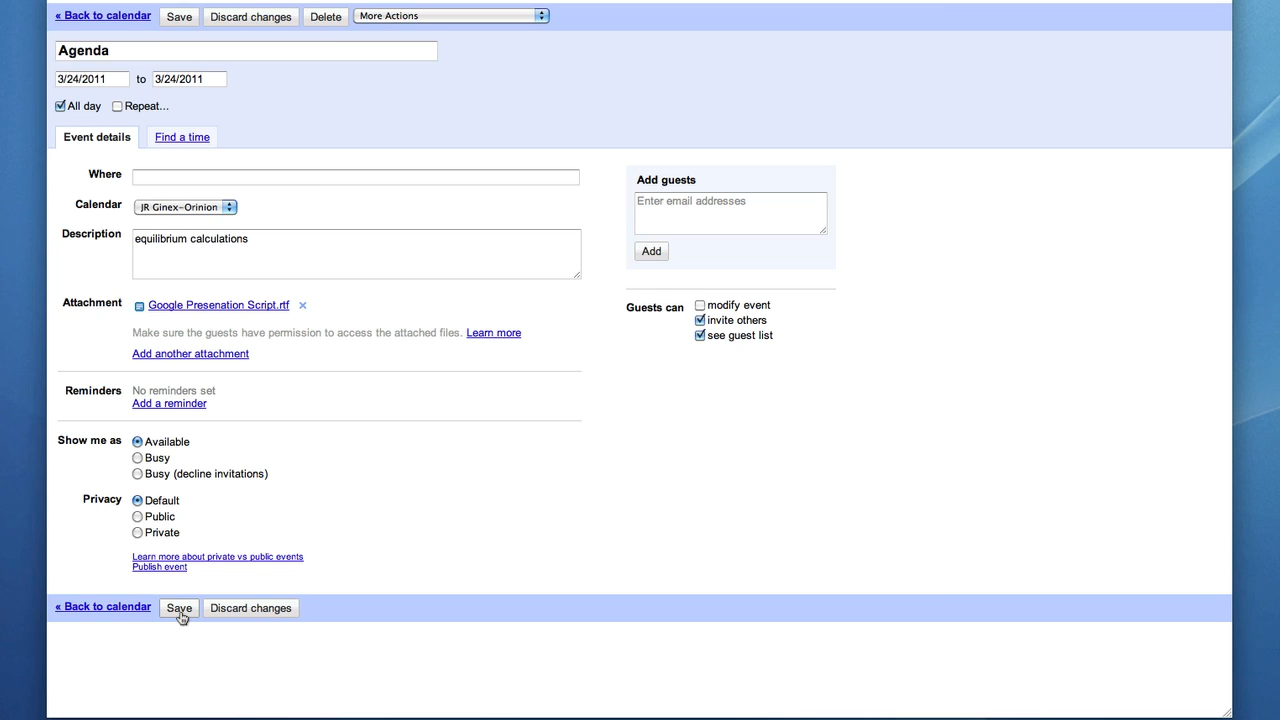 « Back to calendar Save Discard changes Delete More Actions
Agenda
3/24/2011 to 3/24/2011
All day Repeat...
Event details Find a time
Where
Calendar JR Ginex-Orinion
Description equilibrium calculations
Attachment Google Presenation Script.rtf
Make sure the guests have permission to access the attached files. Learn more
Add another attachment
Reminders No reminders set
Add a reminder
Show me as Available
Busy
Busy (decline invitations)
Privacy Default
Public
Private
Learn more about private vs public events
Publish event
Add guests
Enter email addresses
Add
Guests can modify event
invite others
see guest list
« Back to calendar Save Discard changes